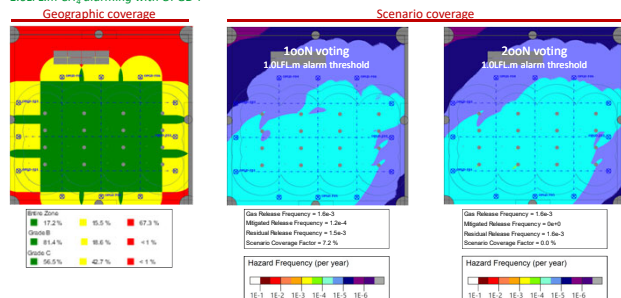 Geographic coverage
Scenario coverage
1ooN voting
1.0LFL.m alarm threshold
2ooN voting
1.0LFL.m alarm threshold
Entire Zone
17.2% 15.5% 67.3%
Grade B
81.4% 18.6% <1%
Grade C
56.5% 42.7% <1%
Gas Release Frequency = 1.6e-3
Mitigated Release Frequency = 1.2e-4
Residual Release Frequency = 1.5e-3
Scenario Coverage Factor = 7.2 %
Gas Release Frequency = 1.6e-3
Mitigated Release Frequency = 0e+0
Residual Release Frequency = 1.6e-3
Scenario Coverage Factor = 0.0 %
Hazard Frequency (per year)
1E-1 1E-2 1E-3 1E-4 1E-5 1E-6
Hazard Frequency (per year)
1E-1 1E-2 1E-3 1E-4 1E-5 1E-6